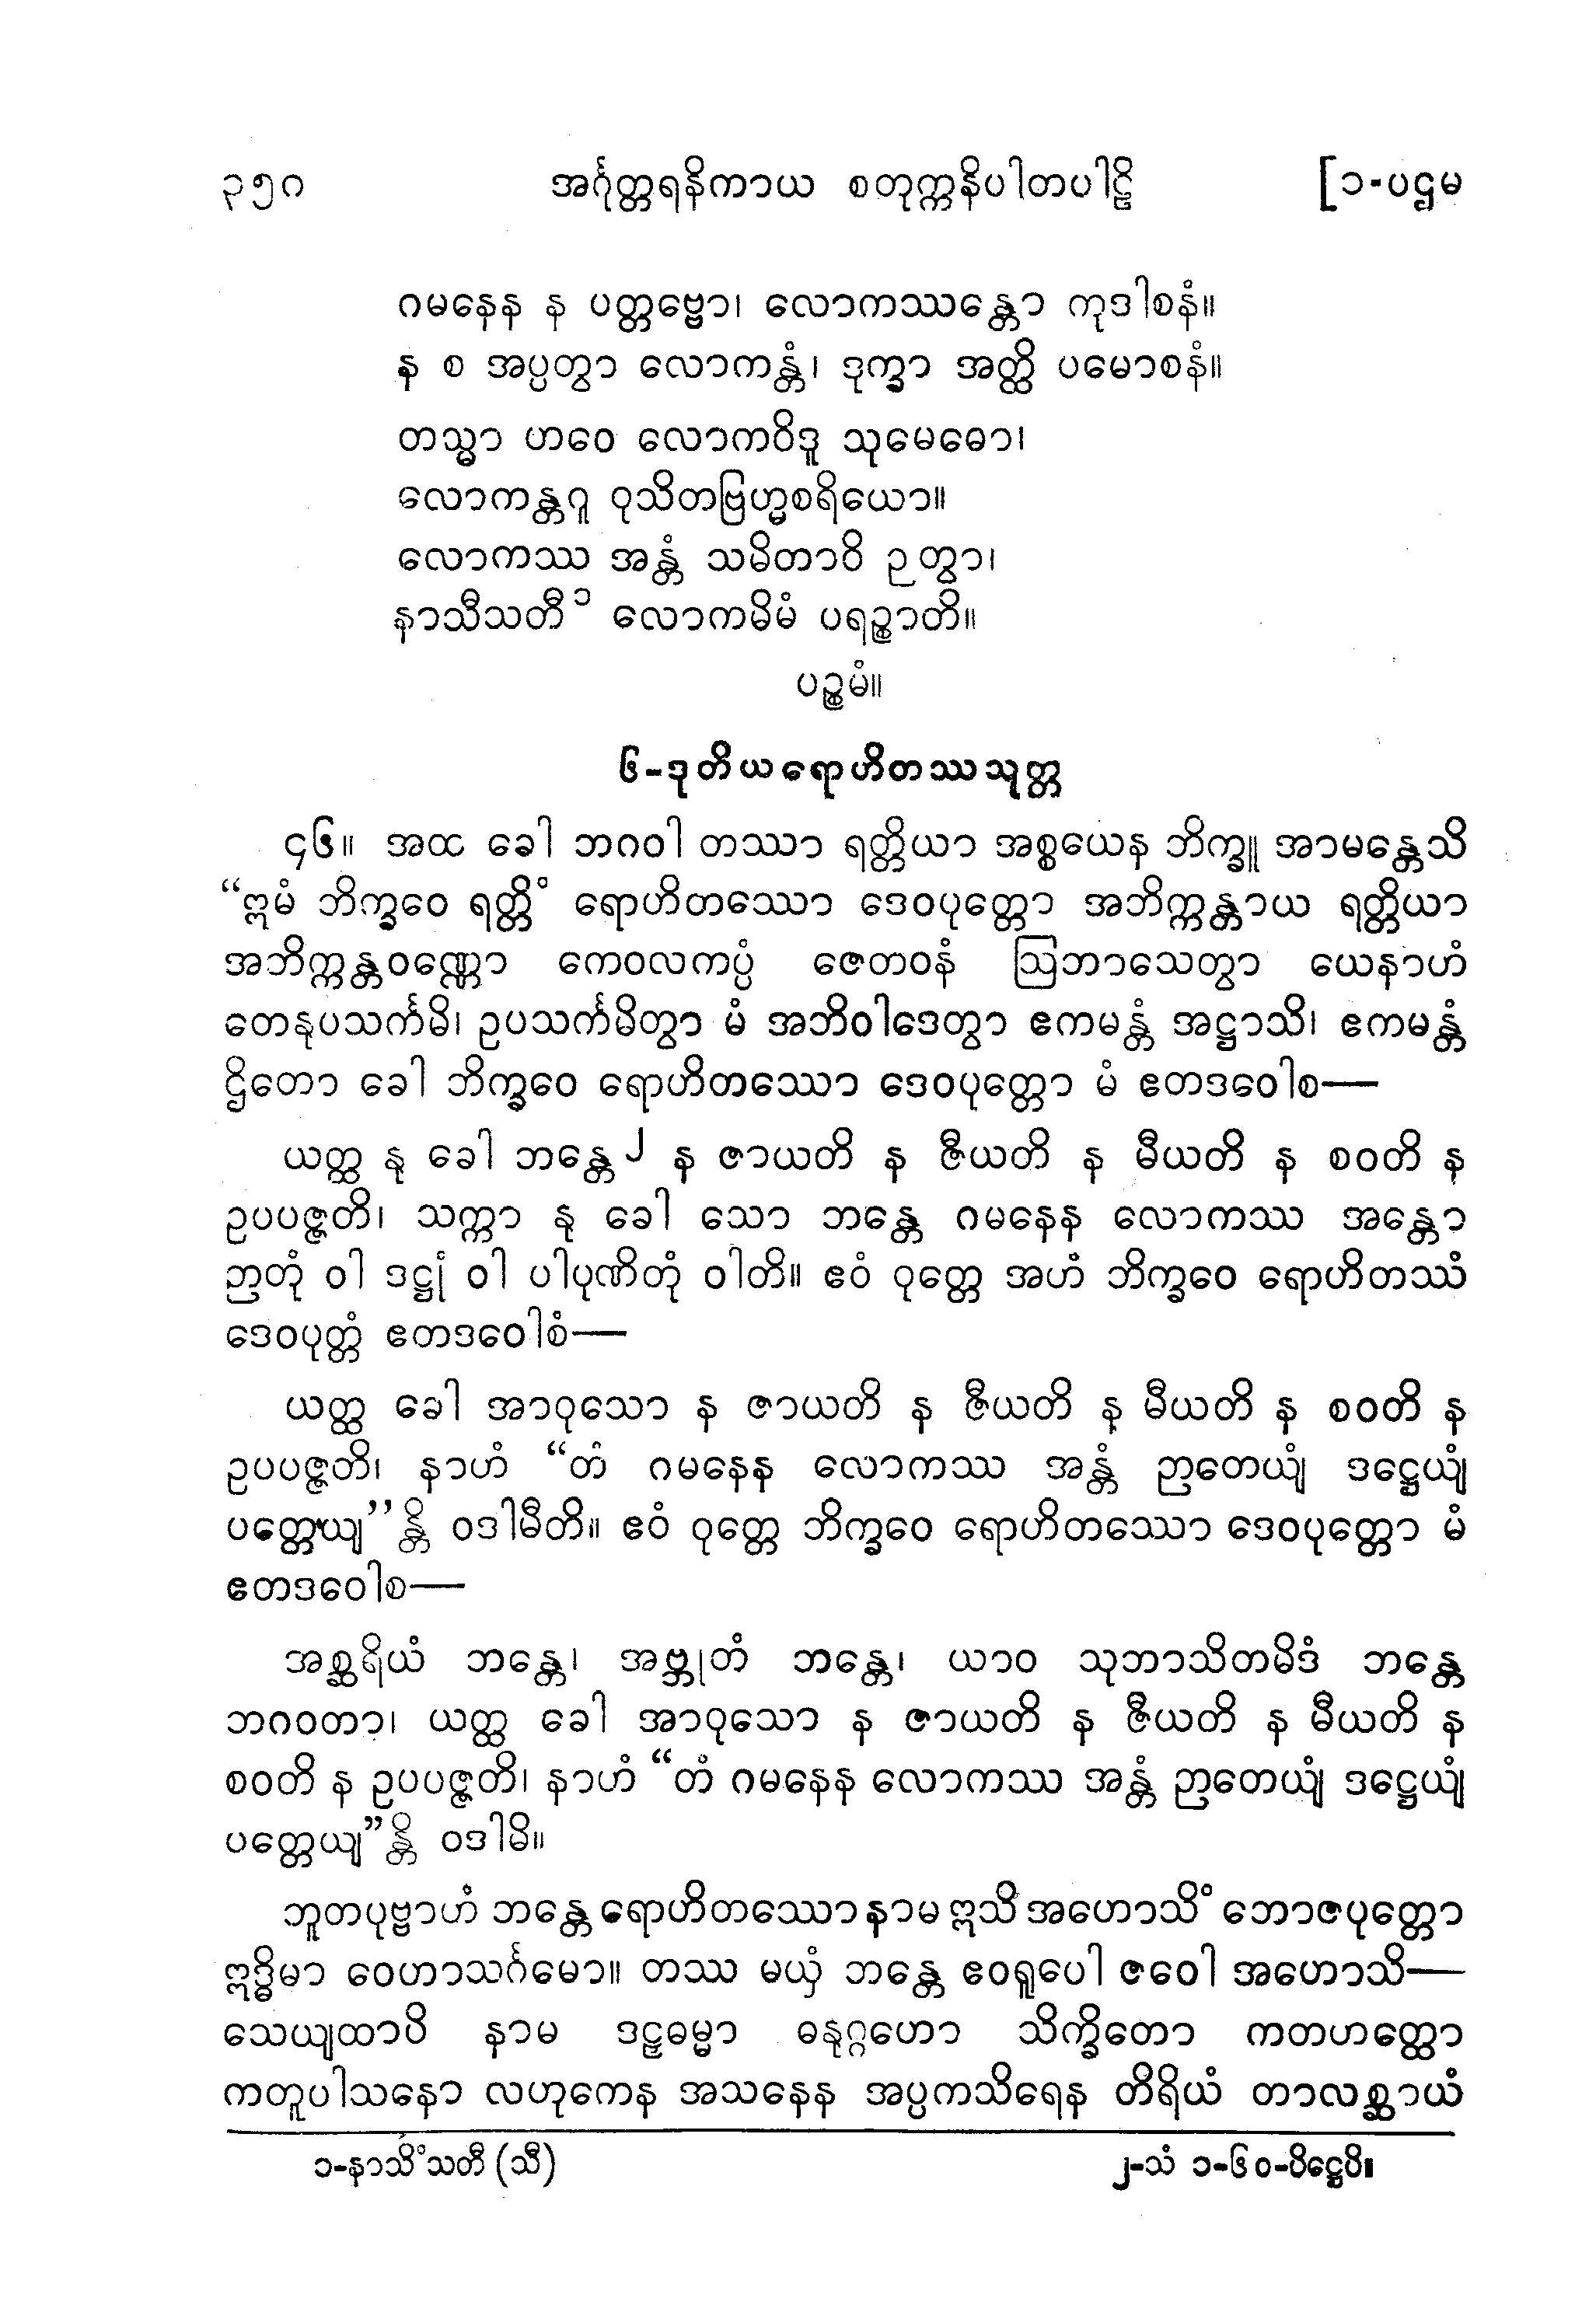 ၃၅၈ အင်္ဂုတ္တရနိကာယ စတုက္ကနိပါတပါဠိ [၁-ပဌမ
ဂမနေန န ပတ္တဗ္ဗော၊ လောကဿန္တော ကုဒါစနံ။
န စ အပ္ပတွာ လောကန္တံ၊ ဒုက္ခာ အတ္ထိ ပမောစနံ။
တသ္မာ ဟဝေ လောကဝိဒူ သုမေဓော၊
လောကန္တဂူ ဝုသိတဗြဟ္မစရိယော။
လောကဿ အန္တံ သမိတာဝိ ဉတွာ၊
နာသီသတီ၁ လောကမိမံ ပရဉ္စာတိ။
ပဉ္စမံ။
၆-ဒုတိယရောဟိတဿသုတ္တ
၄၆။ အထ ခေါ ဘဂဝါ တဿာ ရတ္တိယာ အစ္စယေန ဘိက္ခူ အာမန္တေသိ
“ဣမံ ဘိက္ခဝေ ရတ္တိံ ရောဟိတဿော ဒေဝပုတ္တော အဘိက္ကန္တာယ ရတ္တိယာ
အဘိက္ကန္တဝဏ္ဏော ကေဝလကပ္ပံ ဇေတဝနံ ဩဘာသေတွာ ယေနာဟံ
တေနုပသင်္ကမိ၊ ဥပသင်္ကမိတွာ မံ အဘိဝါဒေတွာ ဧကမန္တံ အဋ္ဌာသိ၊ ဧကမန္တံ
ဌိတော ခေါ ဘိက္ခဝေ ရောဟိတဿော ဒေဝပုတ္တော မံ ဧတဒဝေါစ—
ယတ္ထ နု ခေါ ဘန္တေ၂ န ဇာယတိ န ဇီယတိ န မီယတိ န စဝတိ န
ဥပပဇ္ဇတိ၊ သက္ကာ နု ခေါ သော ဘန္တေ ဂမနေန လောကဿ အန္တော
ဉာတုံ ဝါ ဒဋ္ဌုံ ဝါ ပါပုဏိတုံ ဝါတိ။ ဧဝံ ဝုတ္တေ အဟံ ဘိက္ခဝေ ရောဟိတဿံ
ဒေဝပုတ္တံ ဧတဒဝေါစံ—
ယတ္ထ ခေါ အာဝုသော န ဇာယတိ န ဇီယတိ န မီယတိ န စဝတိ န
ဥပပဇ္ဇတိ၊ နာဟံ “တံ ဂမနေန လောကဿ အန္တံ ဉာတေယျံ ဒဋ္ဌေယျံ
ပတ္တေယျ”န္တိ ဝဒါမီတိ။ ဧဝံ ဝုတ္တေ ဘိက္ခဝေ ရောဟိတဿော ဒေဝပုတ္တော မံ
ဧတဒဝေါစ—
အစ္ဆရိယံ ဘန္တေ၊ အဗ္ဘုတံ ဘန္တေ၊ ယာဝ သုဘာသိတမိဒံ ဘန္တေ
ဘဂဝတာ၊ ယတ္ထ ခေါ အာဝုသော န ဇာယတိ န ဇီယတိ န မီယတိ န
စဝတိ န ဥပပဇ္ဇတိ၊ နာဟံ “တံ ဂမနေန လောကဿ အန္တံ ဉာတေယျံ ဒဋ္ဌေယျံ
ပတ္တေယျ”န္တိ ဝဒါမိ။
ဘူတပုဗ္ဗာဟံ ဘန္တေ ရောဟိတဿော နာမ ဣသိ အဟောသိံ ဘောဇပုတ္တော
ဣဒ္ဓိမာ ဝေဟာသင်္ဂမော။ တဿ မယှံ ဘန္တေ ဧဝရူပေါ ဇဝေါ အဟောသိ—
သေယျထာပိ နာမ ဒဠှဓမ္မာ ဓနုဂ္ဂဟော သိက္ခိတော ကတဟတ္ထော
ကတူပါသနော လဟုကေန အသနေန အပ္ပကသိရေန တိရိယံ တာလစ္ဆာယံ
၁-နာသိံသတီ (သီ) ၂-သံ ၁-၆၀-ပိဋ္ဌေပိ။